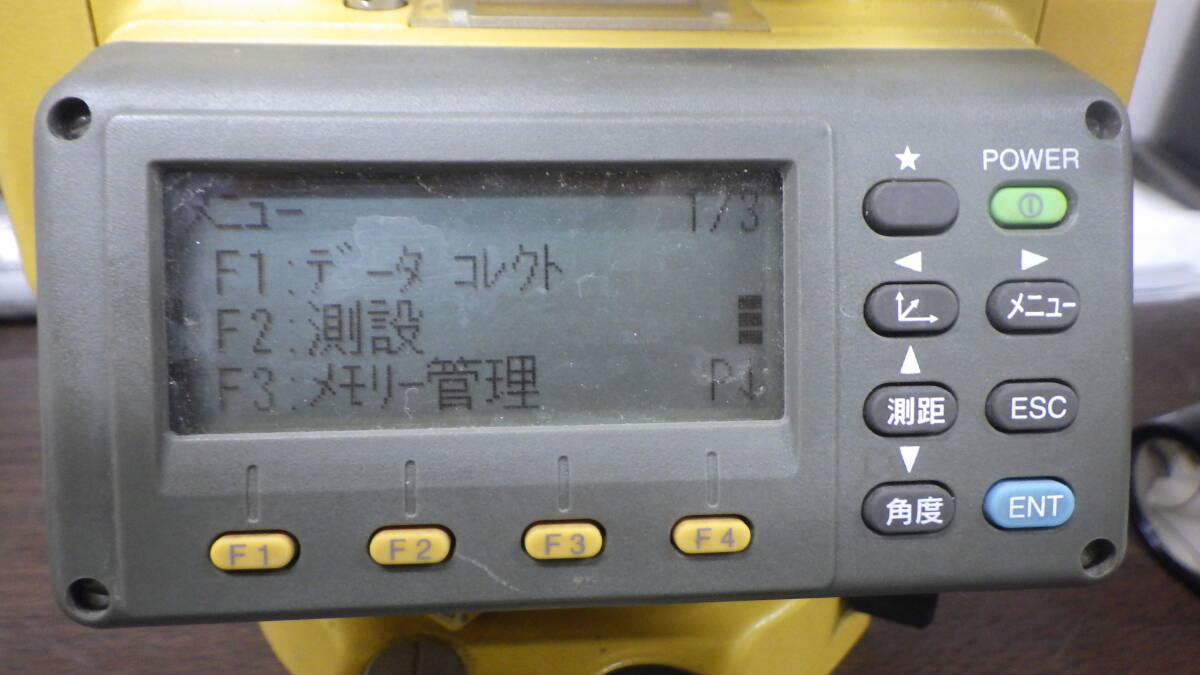 メニュー 1/3
F1:データ コレクト
F2:測設
F3:メモリー管理 P↓
F1 F2 F3 F4
★ POWER
◀ ▶
メニュー
▲
測距 ESC
▼
角度 ENT